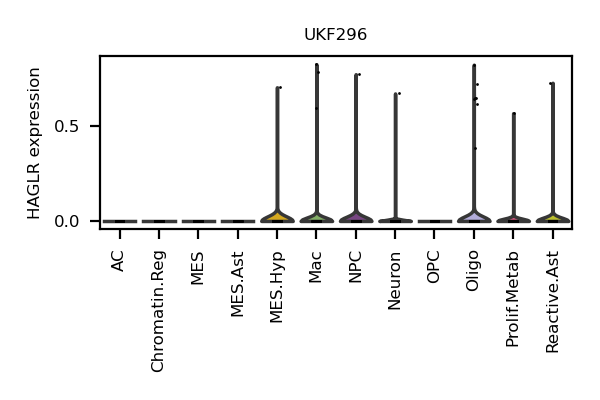 UKF296
HAGLR expression
0.5
0.0
AC
Chromatin.Reg
MES
MES.Ast
MES.Hyp
Mac
NPC
Neuron
OPC
Oligo
Prolif.Metab
Reactive.Ast